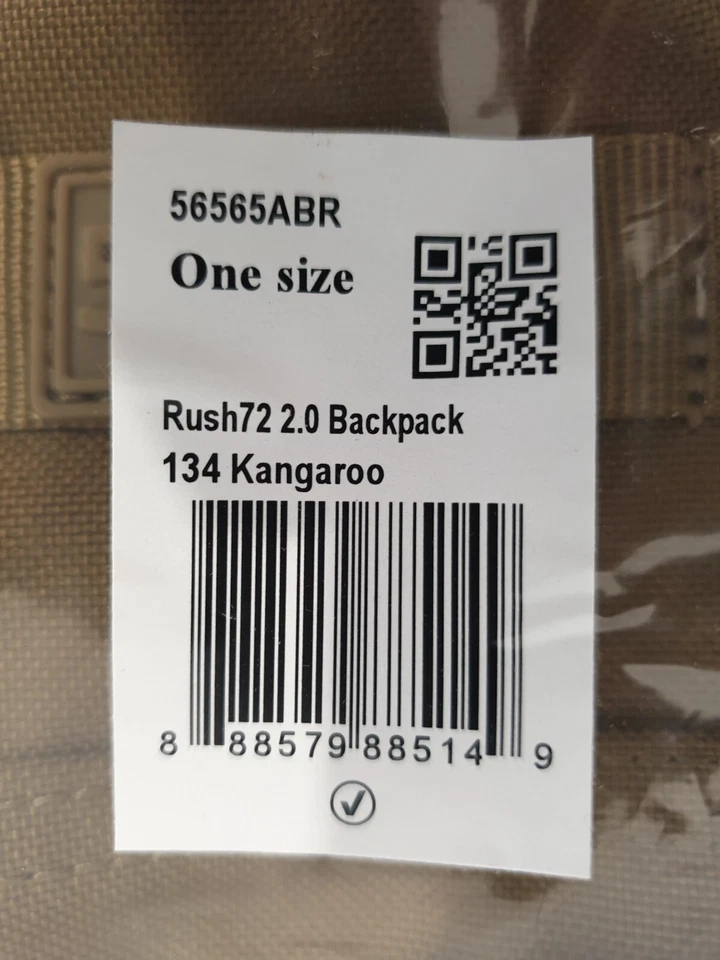 56565ABR
One size
Rush72 2.0 Backpack
134 Kangaroo
8 88579 88514 9